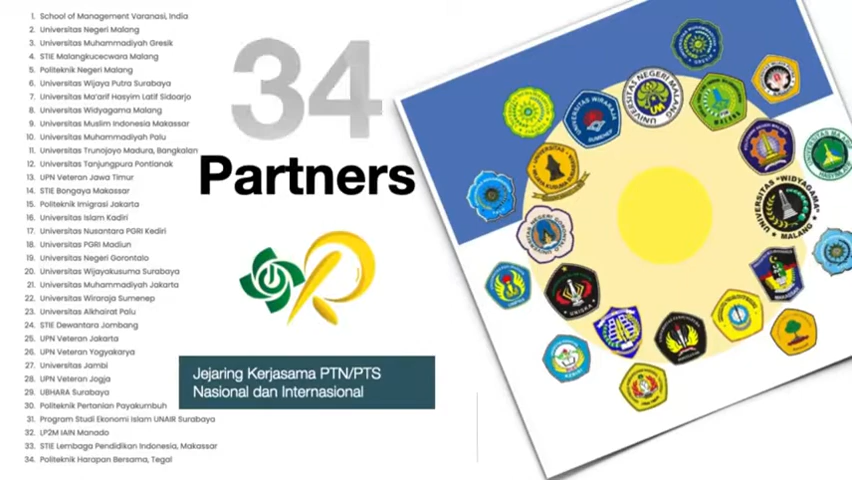 1. School of Management Varanasi, India
2. Universitas Negeri Malang
3. Universitas Muhammadiyah Gresik
4. STIE Malangkucecwara Malang
5. Politeknik Negeri Malang
6. Universitas Wijaya Putra Surabaya
7. Universitas Ma'arif Hosyim Latif Sidoarjo
8. Universitas Widyagama Malang
9. Universitas Muslim Indonesia Makassar
10. Universitas Muhammadiyah Palu
11. Universitas Trunojoyo Madura, Bangkalan
12. Universitas Tanjungpura Pontianak
13. UPN Veteran Jawa Timur
14. STIE Bongaya Makassar
15. Politeknik Imigrasi Jakarta
16. Universitas Islam Kadiri
17. Universitas Nusantara PGRI Kediri
18. Universitas PGRI Madiun
19. Universitas Negeri Gorontalo
20. Universitas Wijayakusuma Surabaya
21. Universitas Muhammadiyah Jakarta
22. Universitas Wiraraja Sumenep
23. Universitas Alkhairat Palu
24. STIE Dewantara Jombang
25. UPN Veteran Jakarta
26. UPN Veteran Yogyakarya
27. Universitas Jambi
28. UPN Veteran Jogja
29. UBHARA Surabaya
30. Politeknik Pertanian Payakumbuh
31. Program Studi Ekonomi Islam UNAIR Surabaya
32. LP2M IAIN Manado
33. STIE Lembaga Pendidikan Indonesia, Makassar
34. Politeknik Harapan Bersama, Tegal
34
Partners
Jejaring Kerjasama PTN/PTS
Nasional dan Internasional
UNIVERSITAS NEGERI MALANG
UNIVERSITAS WIRARAJA
SUMENEP
MALANG
UNIVERSITAS "WIDYAGAMA"
MALANG
UNIVERSITAS NEGERI GORONTALO
UNISKA
KEDIRI